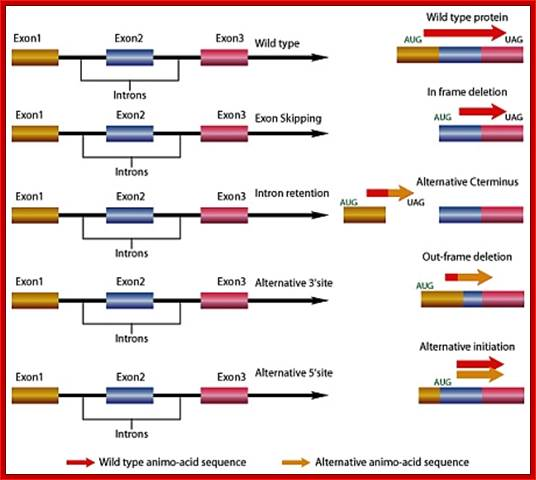 Wild type protein
Exon1 Exon2 Exon3 Wild type AUG UAG
Introns
In frame deletion
Exon1 Exon2 Exon3 Exon Skipping AUG UAG
Introns
Alternative Cterminus
Exon1 Exon2 Exon3 Intron retention AUG UAG
Introns
Out-frame deletion
Exon1 Exon2 Exon3 Alternative 3'site AUG
Introns
Alternative initiation
Exon1 Exon2 Exon3 Alternative 5'site AUG
Introns
Wild type animo-acid sequence Alternative animo-acid sequence